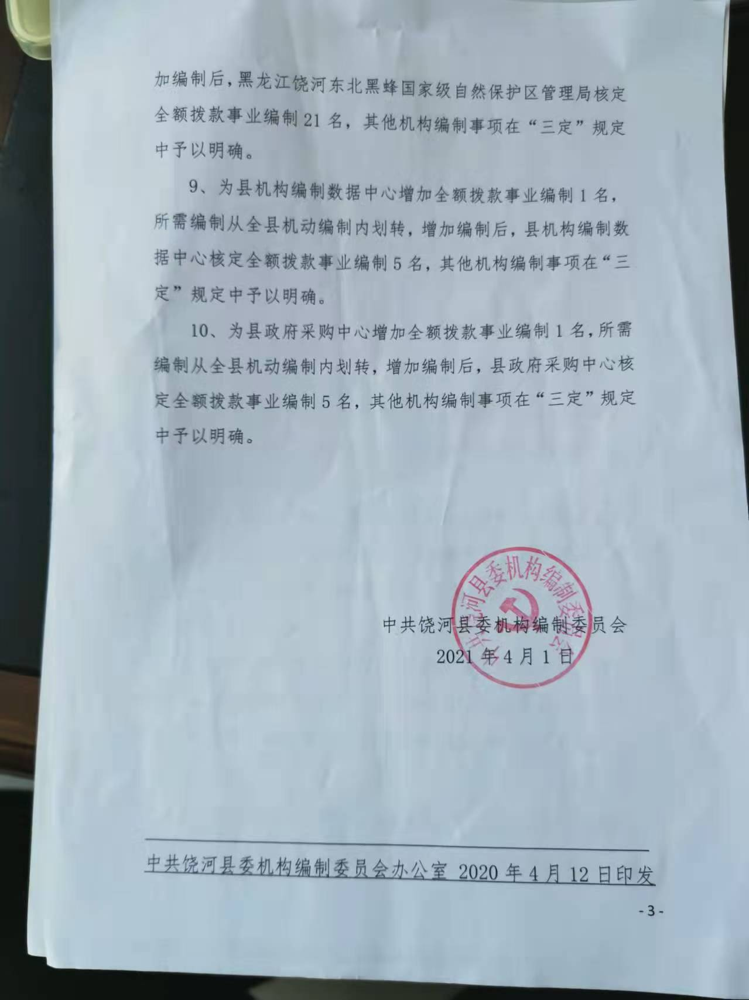 加编制后，黑龙江饶河东北黑蜂国家级自然保护区管理局核定
全额拨款事业编制21名，其他机构编制事项在“三定”规定
中予以明确。
9、为县机构编制数据中心增加全额拨款事业编制1名，
所需编制从全县机动编制内划转，增加编制后，县机构编制数
据中心核定全额拨款事业编制5名，其他机构编制事项在“三
定”规定中予以明确。
10、为县政府采购中心增加全额拨款事业编制1名，所需
编制从全县机动编制内划转，增加编制后，县政府采购中心核
定全额拨款事业编制5名，其他机构编制事项在“三定”规定
中予以明确。
中共饶河县委机构编制委员会
中共饶河县委机构编制委员会
2021年4月1日
中共饶河县委机构编制委员会办公室 2020年4月12日印发
-3-